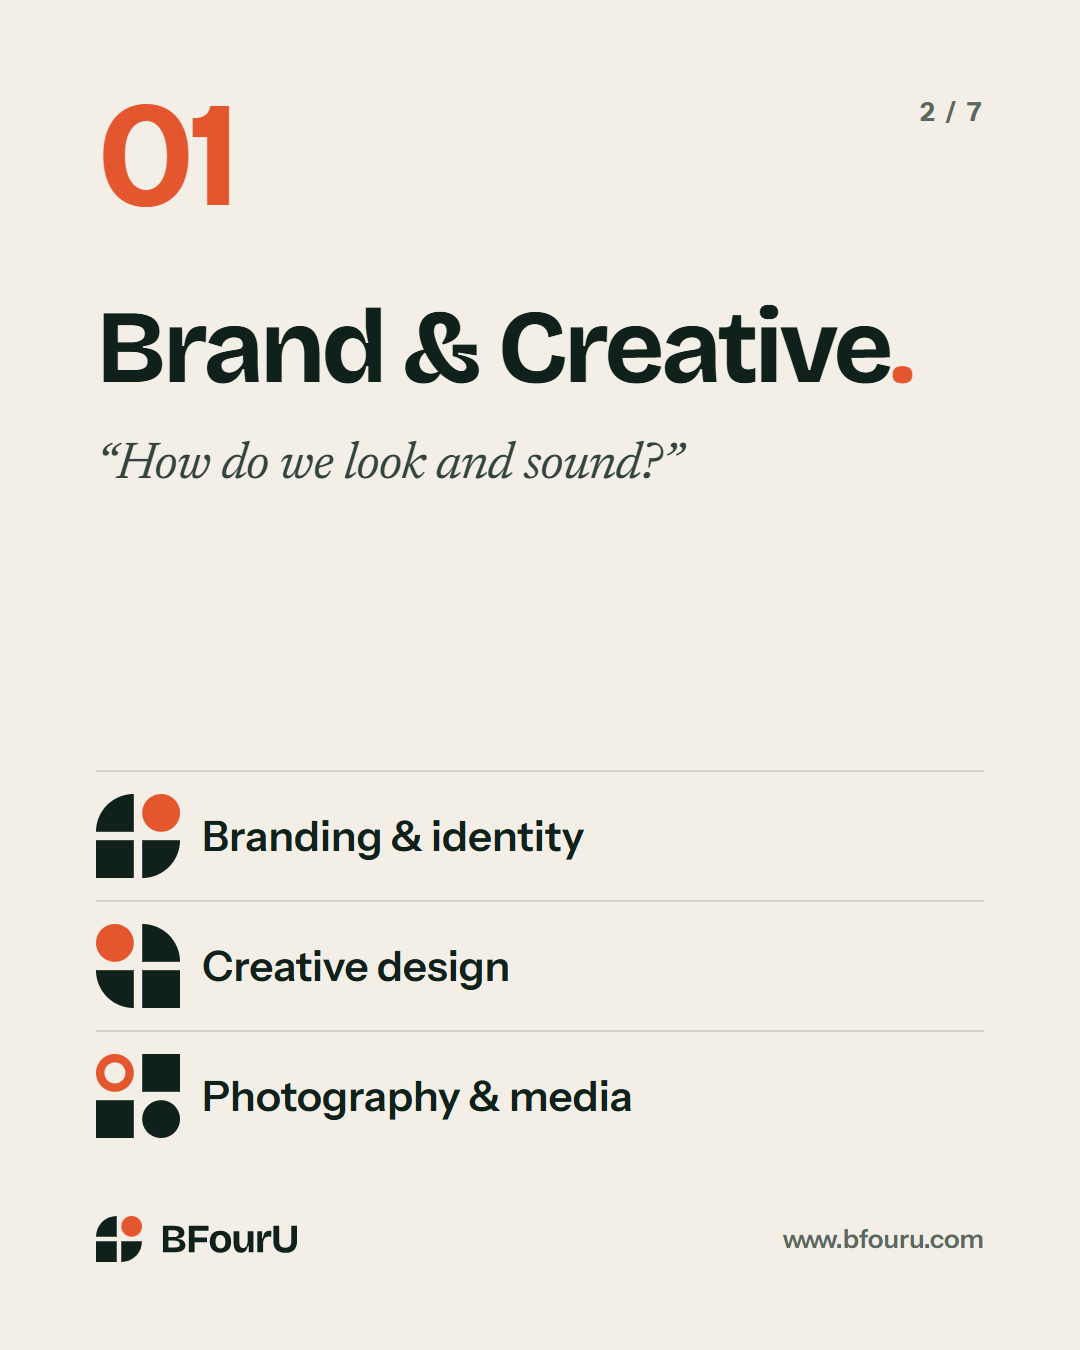 01
2 / 7
Brand & Creative.
“How do we look and sound?”
Branding & identity
Creative design
Photography & media
BFourU
www.bfouru.com